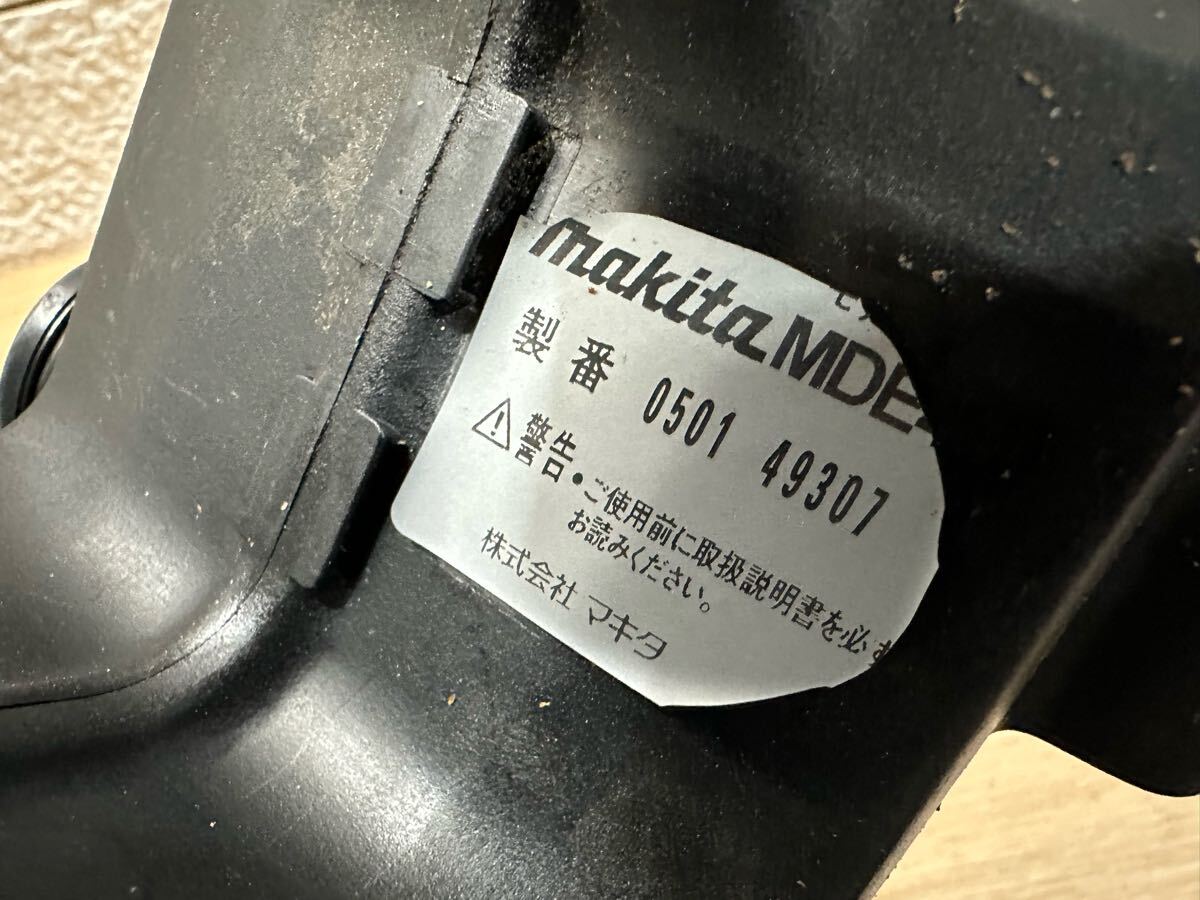 makita MDE
製番 0501 49307
⚠警告・ご使用前に取扱説明書を必
お読みください。
株式会社 マキタ